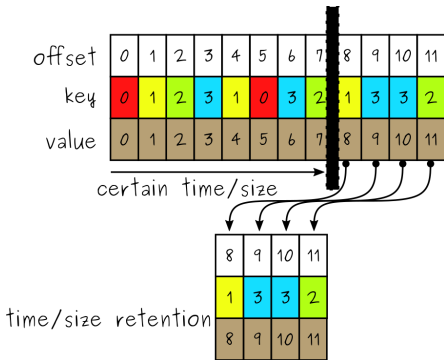 offset 0 1 2 3 4 5 6 7 8 9 10 11
key 0 1 2 3 1 0 3 2 1 3 3 2
value 0 1 2 3 4 5 6 7 8 9 10 11
certain time/size
8 9 10 11
1 3 3 2
time/size retention
8 9 10 11